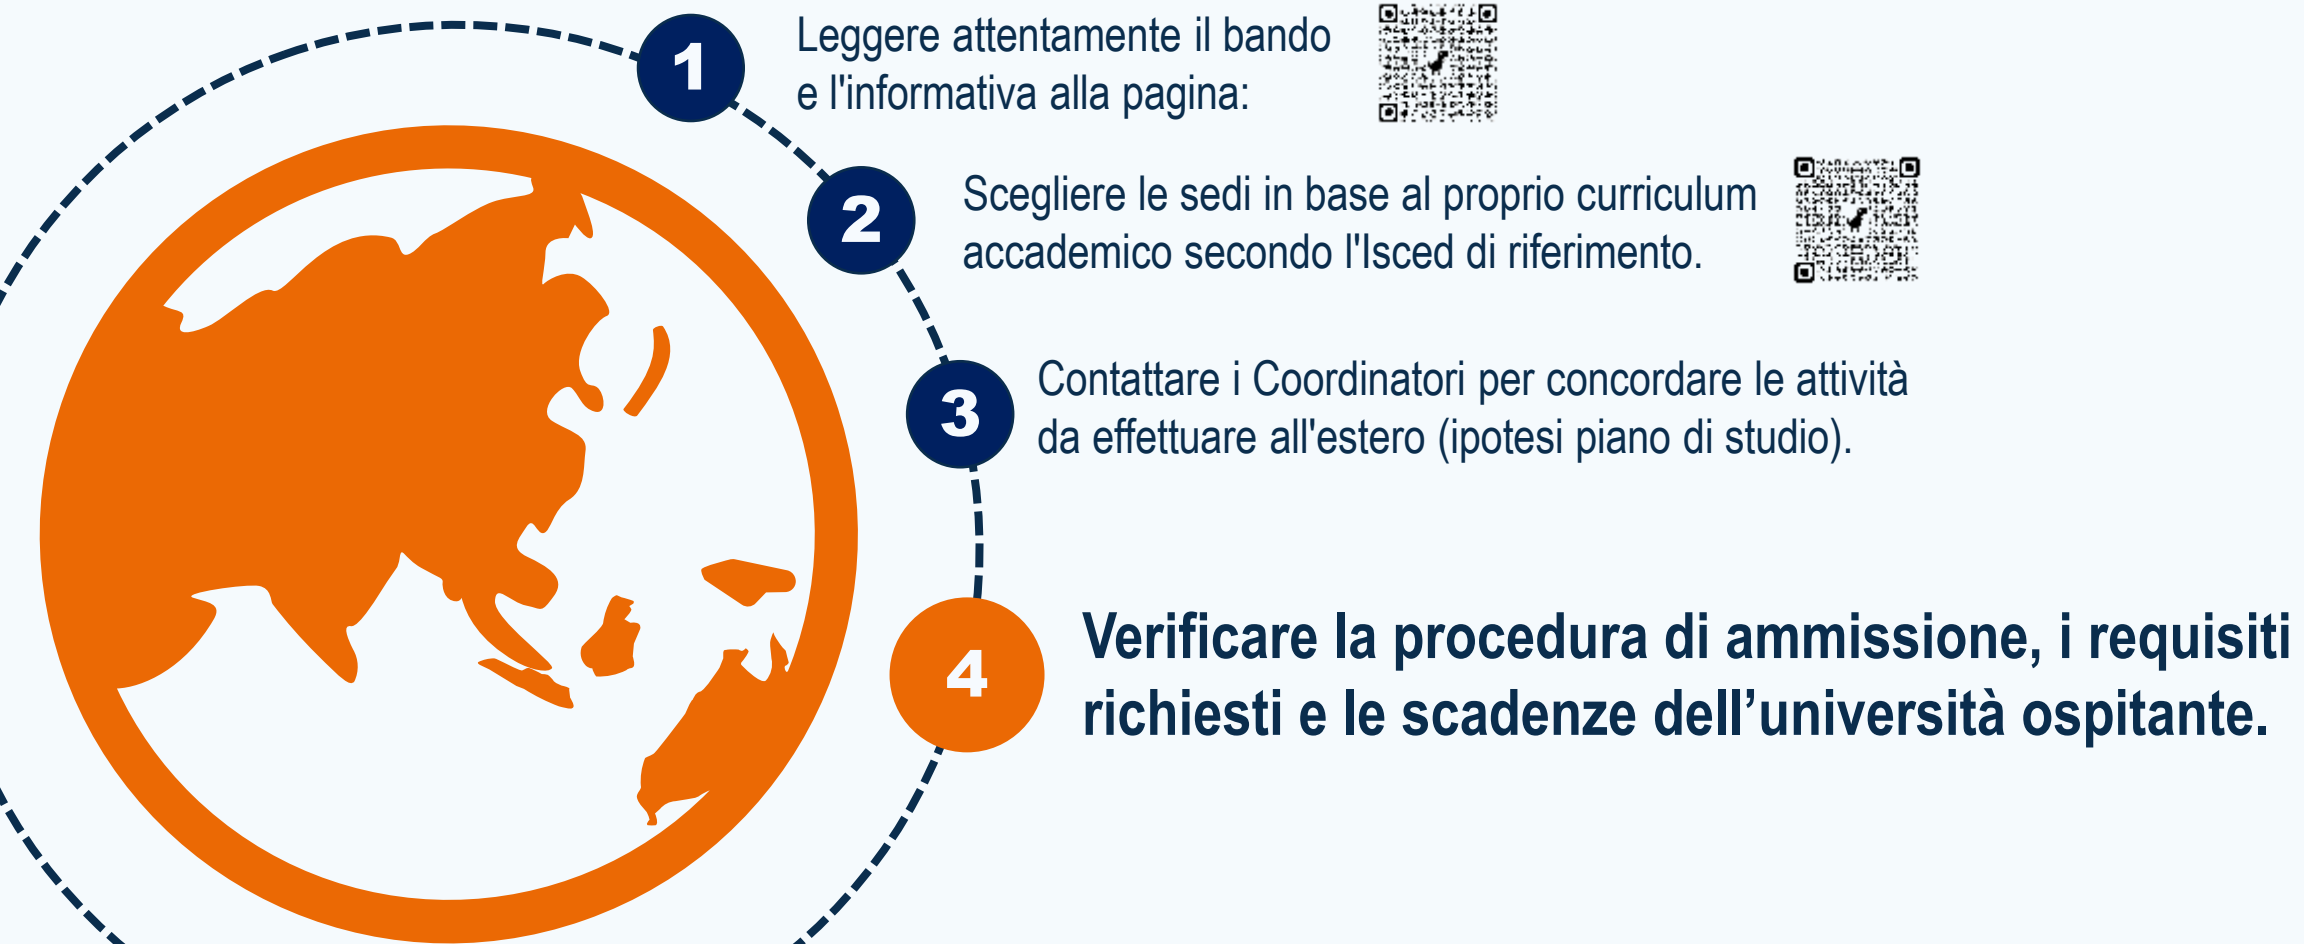 1
Leggere attentamente il bando
e l'informativa alla pagina:
2
Scegliere le sedi in base al proprio curriculum
accademico secondo l'Isced di riferimento.
3
Contattare i Coordinatori per concordare le attività
da effettuare all'estero (ipotesi piano di studio).
4
Verificare la procedura di ammissione, i requisiti
richiesti e le scadenze dell’università ospitante.